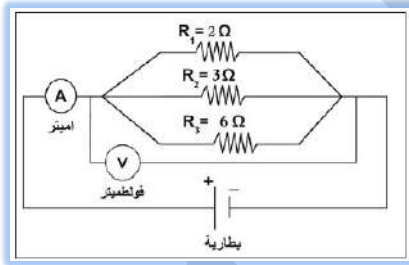 R₁ = 2 Ω
R₂ = 3Ω
A
R₃ = 6 Ω
اميتر
V
فولطميتر
+ −
بطارية